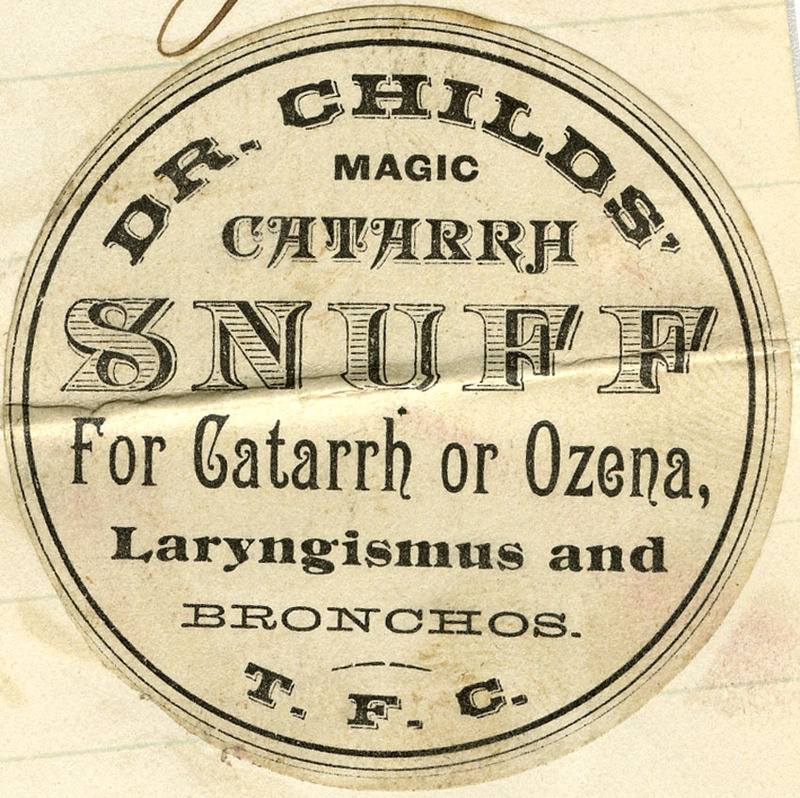 DR. CHILDS'
MAGIC
CATARRH
SNUFF
For Catarrh or Ozena,
Laryngismus and
BRONCHOS.
T. F. C.